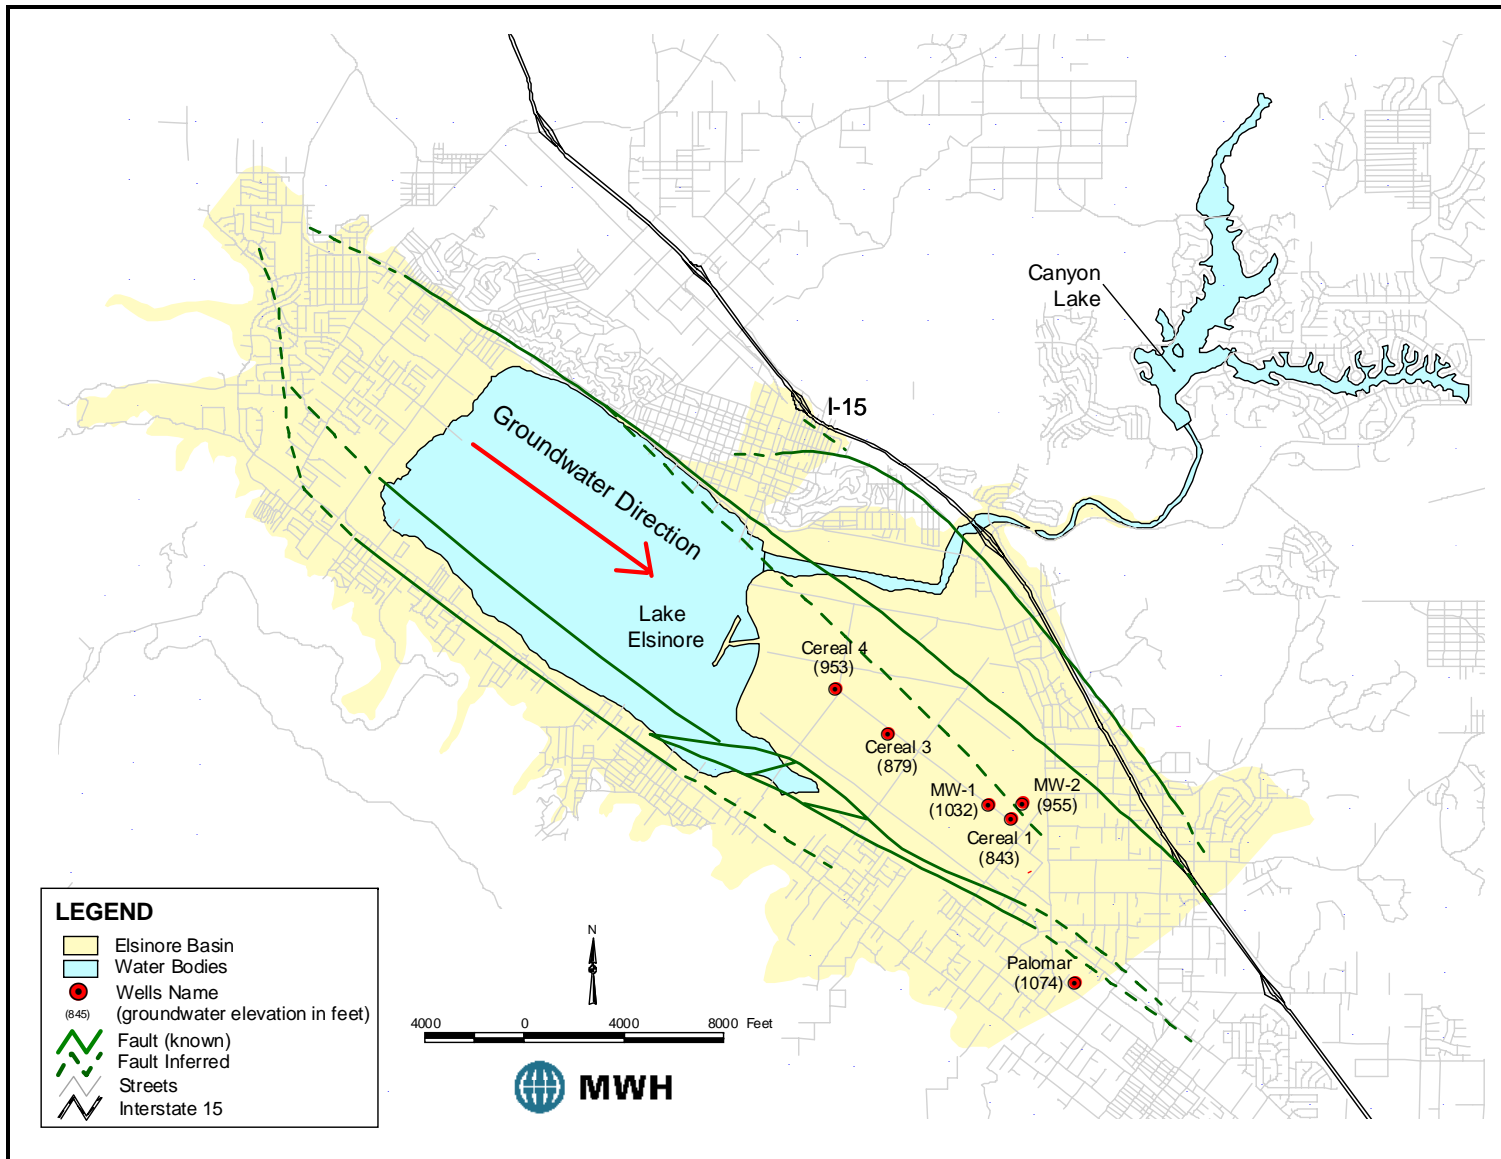 Canyon
Lake
I-15
Groundwater Direction
Lake
Elsinore
Cereal 4
(953)
Cereal 3
(879)
MW-1
(1032)
MW-2
(955)
Cereal 1
(843)
Palomar
(1074)
LEGEND
Elsinore Basin
Water Bodies
Wells Name
(845) (groundwater elevation in feet)
Fault (known)
Fault Inferred
Streets
Interstate 15
N
4000 0 4000 8000 Feet
MWH